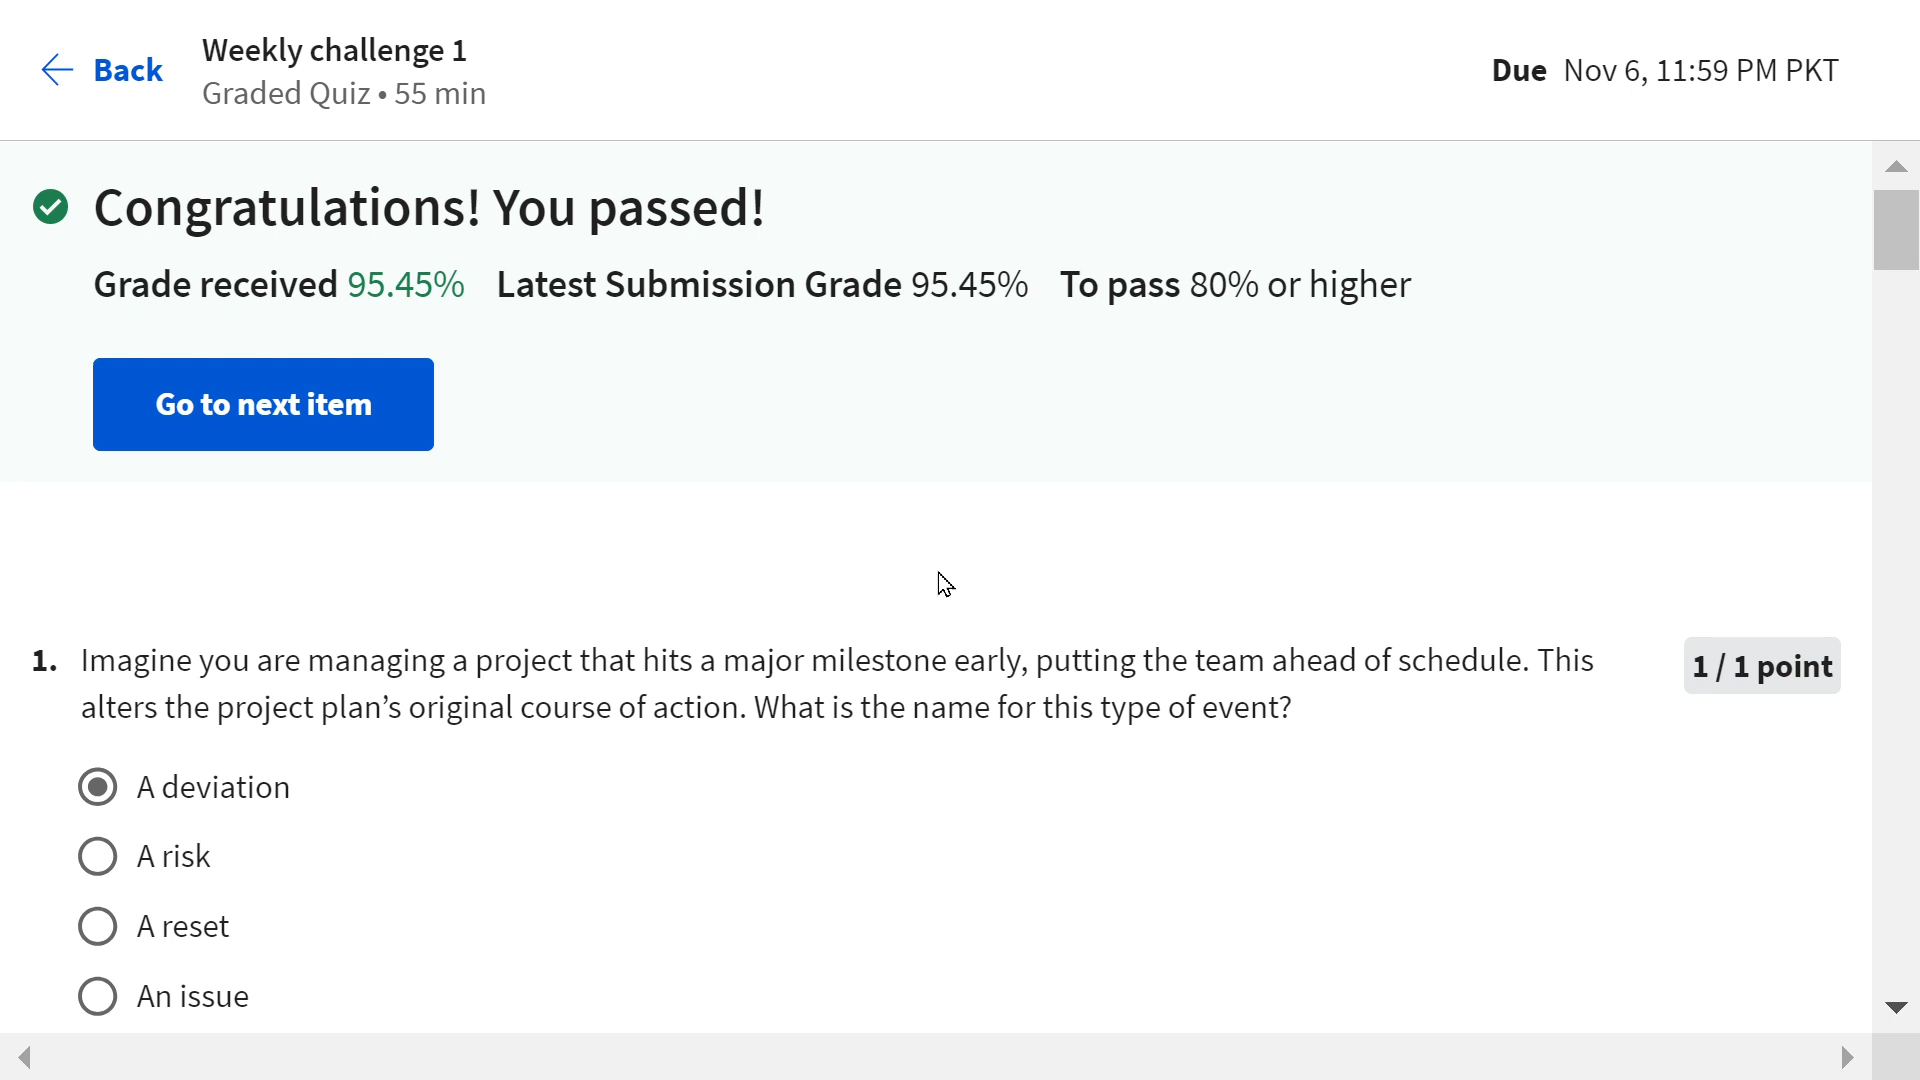 Back
Weekly challenge 1
Graded Quiz • 55 min
Due Nov 6, 11:59 PM PKT
Congratulations! You passed!
Grade received 95.45% Latest Submission Grade 95.45% To pass 80% or higher
Go to next item
1. Imagine you are managing a project that hits a major milestone early, putting the team ahead of schedule. This
alters the project plan’s original course of action. What is the name for this type of event?
1 / 1 point
A deviation
A risk
A reset
An issue